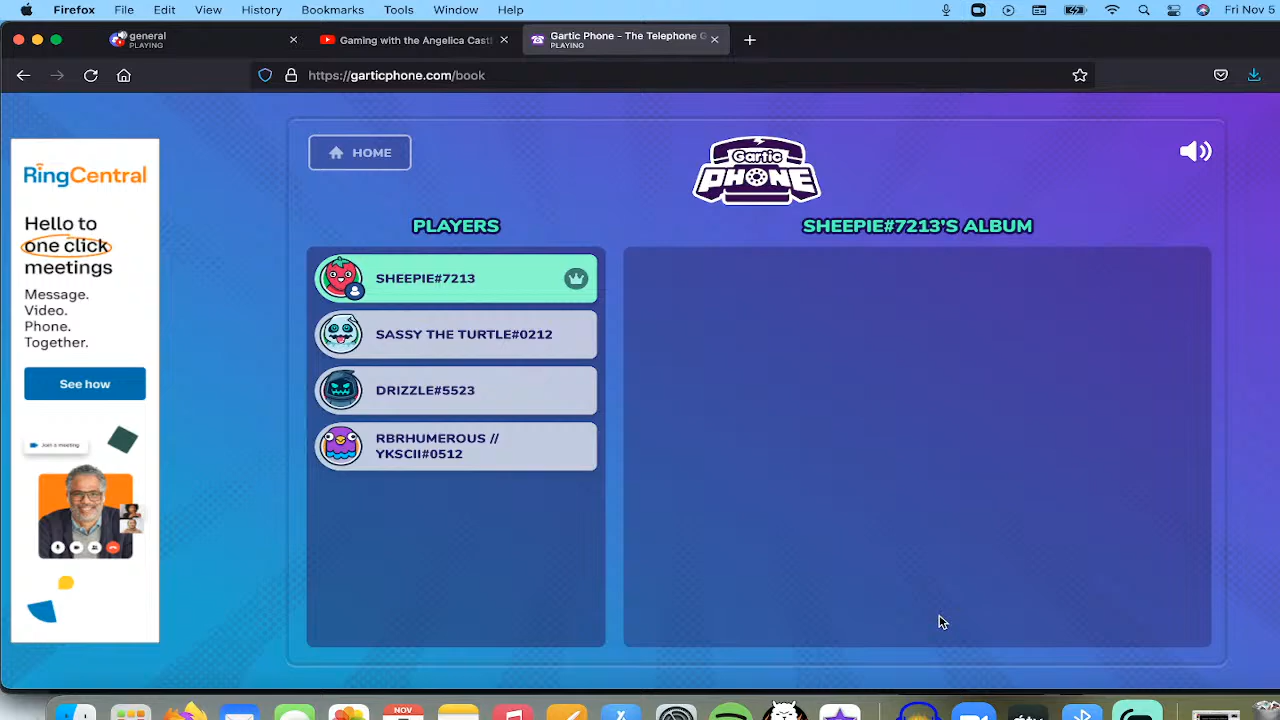 Firefox File Edit View History Bookmarks Tools Window Help Fri Nov 5
general
PLAYING
Gaming with the Angelica Cast!
Gartic Phone – The Telephone G
PLAYING
https://garticphone.com/book
RingCentral
Hello to
one click
meetings
Message.
Video.
Phone.
Together.
See how
Join a meeting
HOME
Gartic
PHONE
PLAYERS
SHEEPIE#7213
SASSY THE TURTLE#0212
DRIZZLE#5523
RBRHUMEROUS //
YKSCII#0512
SHEEPIE#7213'S ALBUM
NOV